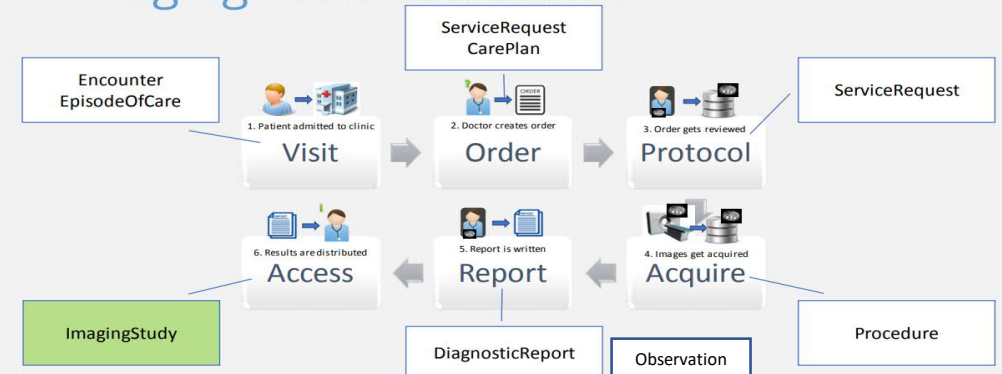 ServiceRequest
CarePlan
Encounter
EpisodeOfCare
ServiceRequest
ORDER
1. Patient admitted to clinic
Visit
2. Doctor creates order
Order
3. Order gets reviewed
Protocol
6. Results are distributed
Access
5. Report is written
Report
4. Images get acquired
Acquire
ImagingStudy
DiagnosticReport
Observation
Procedure